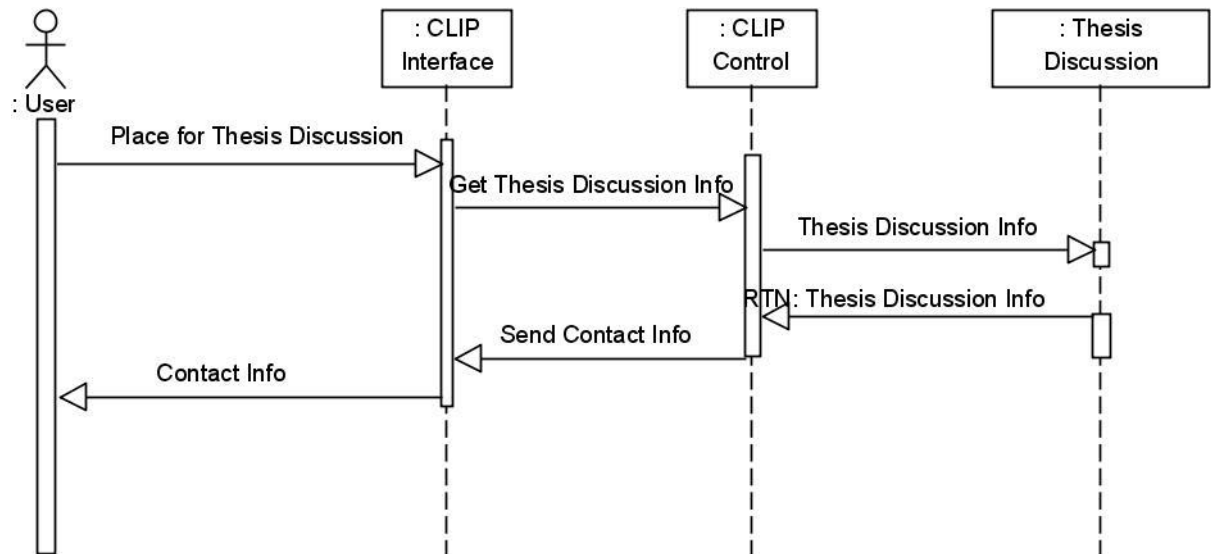 : CLIP
Interface
: CLIP
Control
: Thesis
Discussion
: User
Place for Thesis Discussion
Get Thesis Discussion Info
Thesis Discussion Info
RTN: Thesis Discussion Info
Send Contact Info
Contact Info